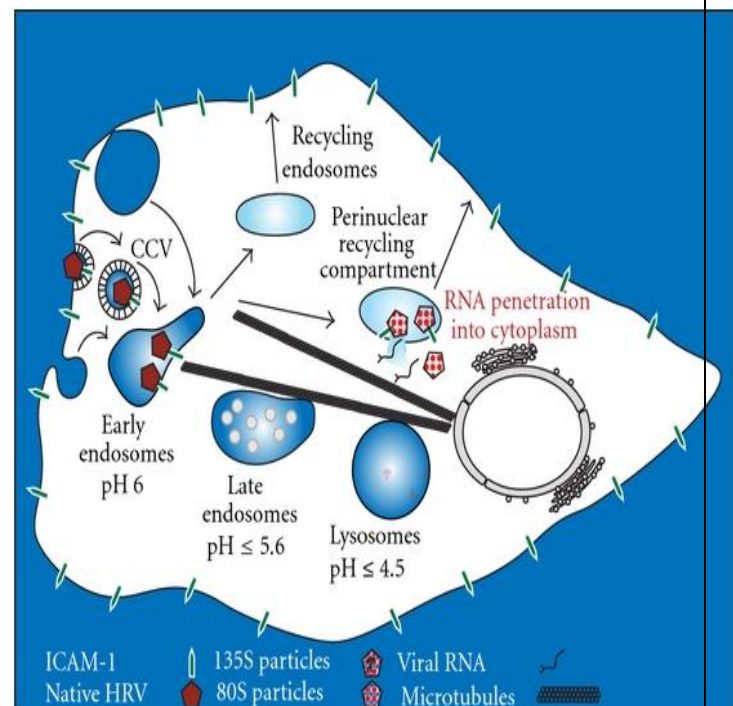 Recycling
endosomes
Perinuclear
recycling
compartment
CCV
RNA penetration
into cytoplasm
Early
endosomes
pH 6
Late
endosomes
pH ≤ 5.6
Lysosomes
pH ≤ 4.5
ICAM-1 135S particles Viral RNA
Native HRV 80S particles Microtubules